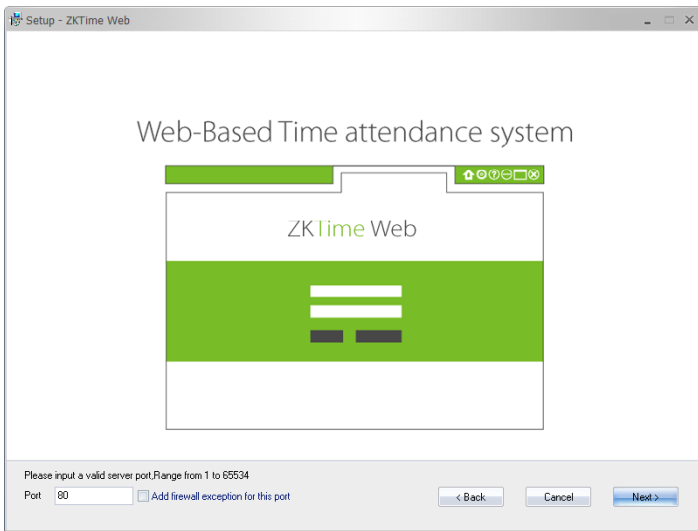 Setup - ZKTime Web
Web-Based Time attendance system
ZKTime Web
Please input a valid server port,Range from 1 to 65534
Port 80 Add firewall exception for this port < Back Cancel Next >